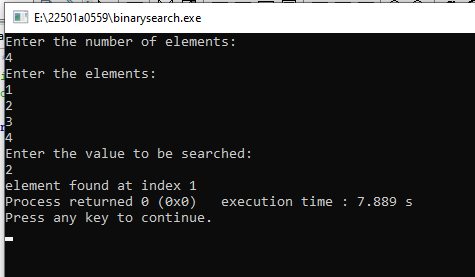 E:\22501a0559\binarysearch.exe
Enter the number of elements:
4
Enter the elements:
1
2
3
4
Enter the value to be searched:
2
element found at index 1
Process returned 0 (0x0)   execution time : 7.889 s
Press any key to continue.